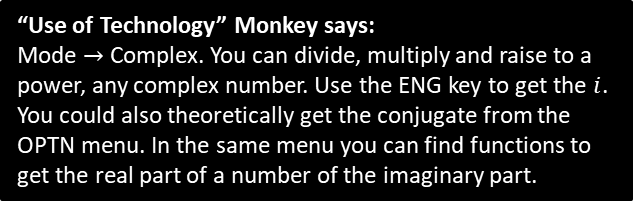 “Use of Technology” Monkey says:
Mode → Complex. You can divide, multiply and raise to a
power, any complex number. Use the ENG key to get the 𝑖.
You could also theoretically get the conjugate from the
OPTN menu. In the same menu you can find functions to
get the real part of a number of the imaginary part.